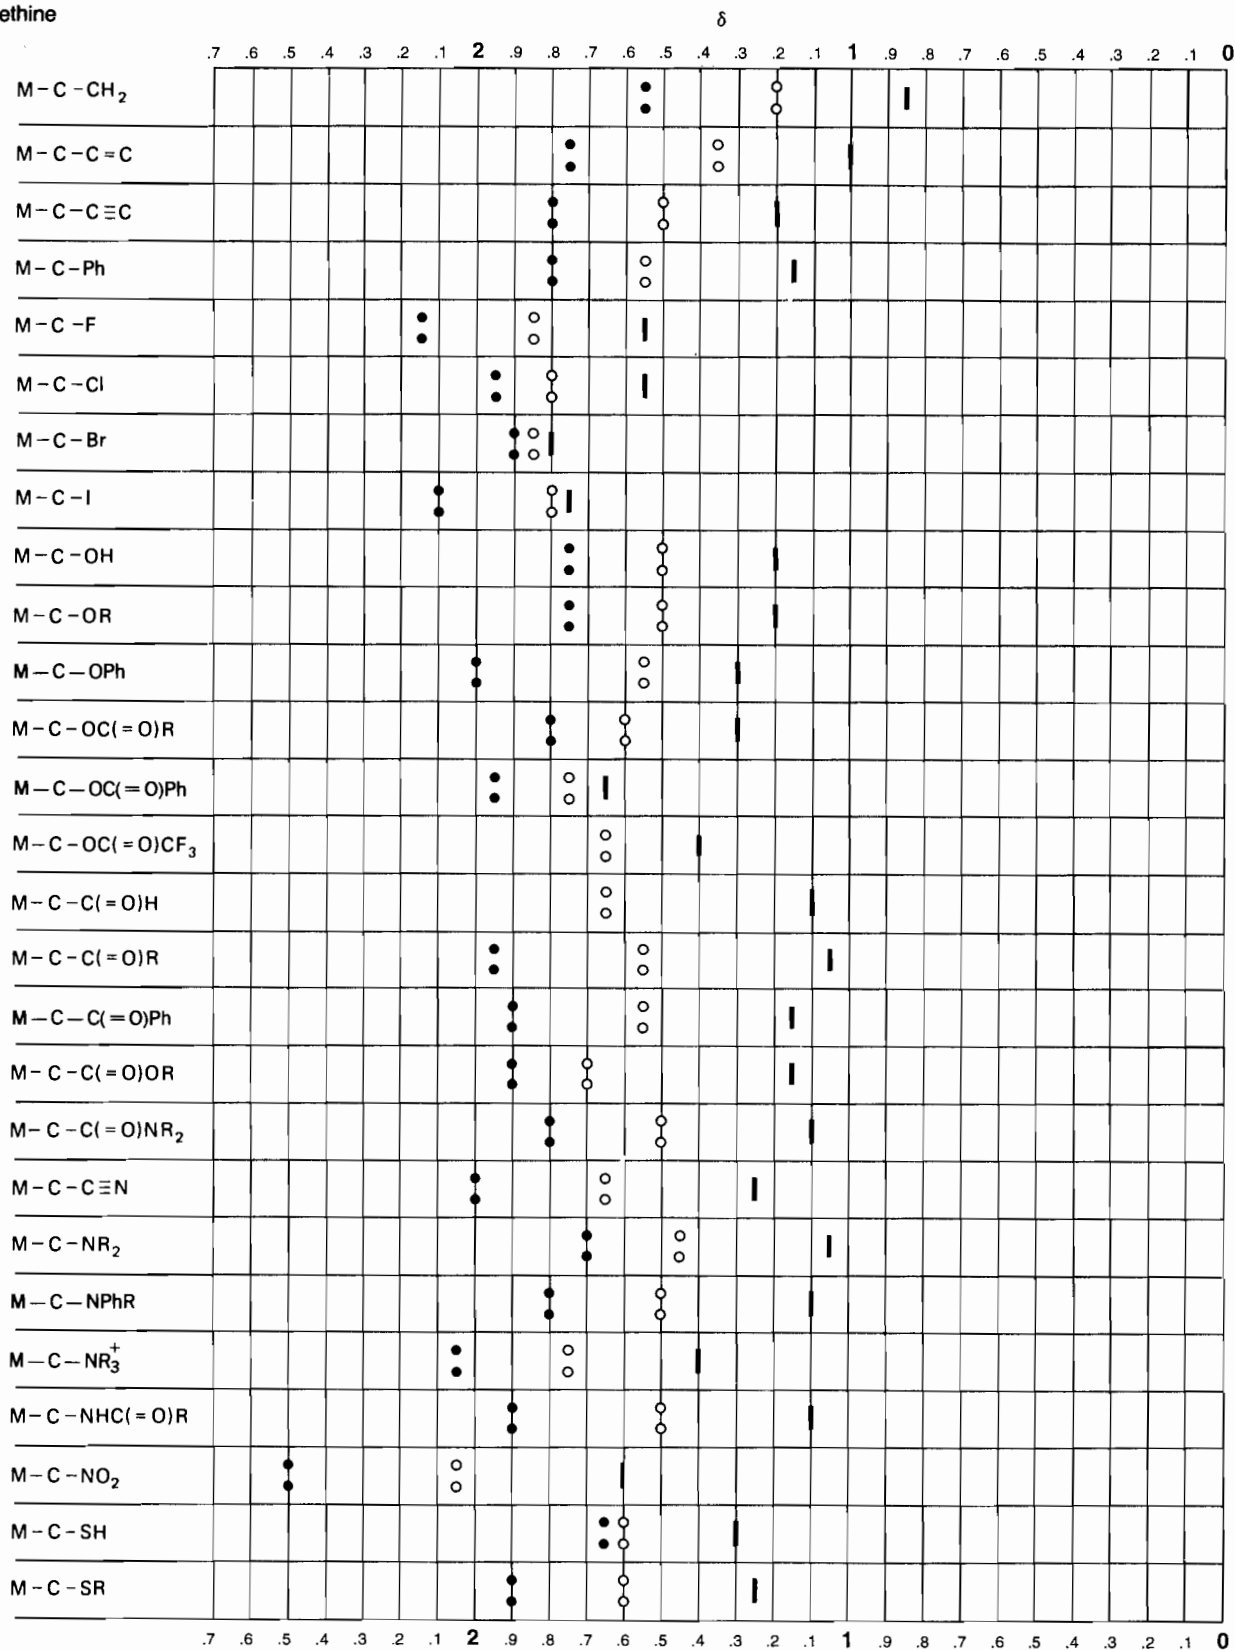 ethine
δ
.7 .6 .5 .4 .2 .1 2 .9 .8 .7 .6 .5 .4 .3 .2 .1 1 .9 .8 .7 .6 .5 .4 .3 .2 .1 0
M-C-CH₂
M-C-C=C
M-C-C≡C
M-C-Ph
M-C-F
M-C-Cl
M-C-Br
M-C-I
M-C-OH
M-C-OR
M-C-OPh
M-C-OC(=O)R
M-C-OC(=O)Ph
M-C-OC(=O)CF₃
M-C-C(=O)H
M-C-C(=O)R
M-C-C(=O)Ph
M-C-C(=O)OR
M-C-C(=O)NR₂
M-C-C≡N
M-C-NR₂
M-C-NPhR
M-C-NR₃⁺
M-C-NHC(=O)R
M-C-NO₂
M-C-SH
M-C-SR
.7 .6 .5 .4 .2 .1 2 .9 .8 .7 .6 .5 .4 .3 .2 .1 1 .9 .8 .7 .6 .5 .4 .3 .2 .1 0